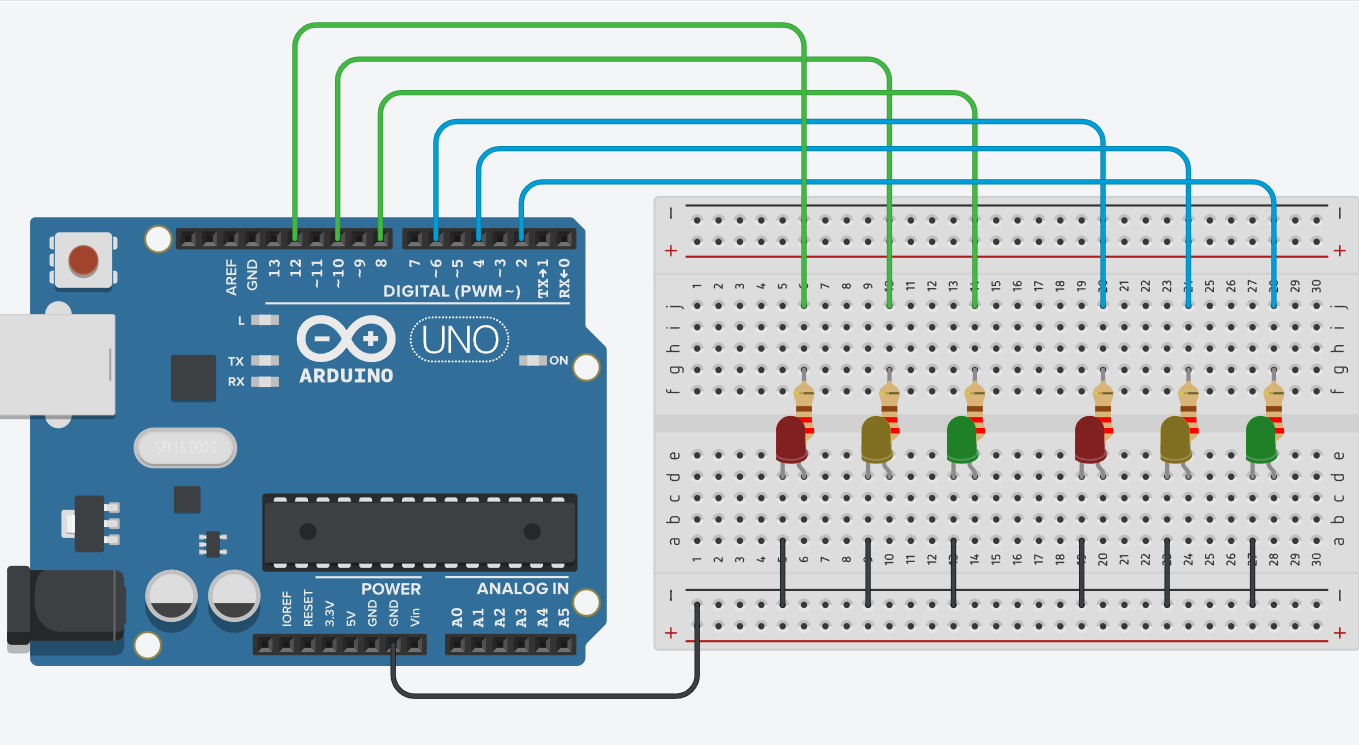 AREF
GND
13
12
~11
~10
~9
8
7
~6
~5
4
~3
2
TX→1
RX←0
DIGITAL (PWM~)
L
TX
RX
UNO
ON
ARDUINO
SPK16.000G
POWER
ANALOG IN
IOREF
RESET
3.3V
5V
GND
GND
Vin
A0
A1
A2
A3
A4
A5
− −
+ +
1 2 3 4 5 6 7 8 9 10 11 12 13 14 15 16 17 18 19 20 21 22 23 24 25 26 27 28 29 30
j j
i i
h h
g g
f f
e e
d d
c c
b b
a a
1 2 3 4 5 6 7 8 9 10 11 12 13 14 15 16 17 18 19 20 21 22 23 24 25 26 27 28 29 30
− −
+ +